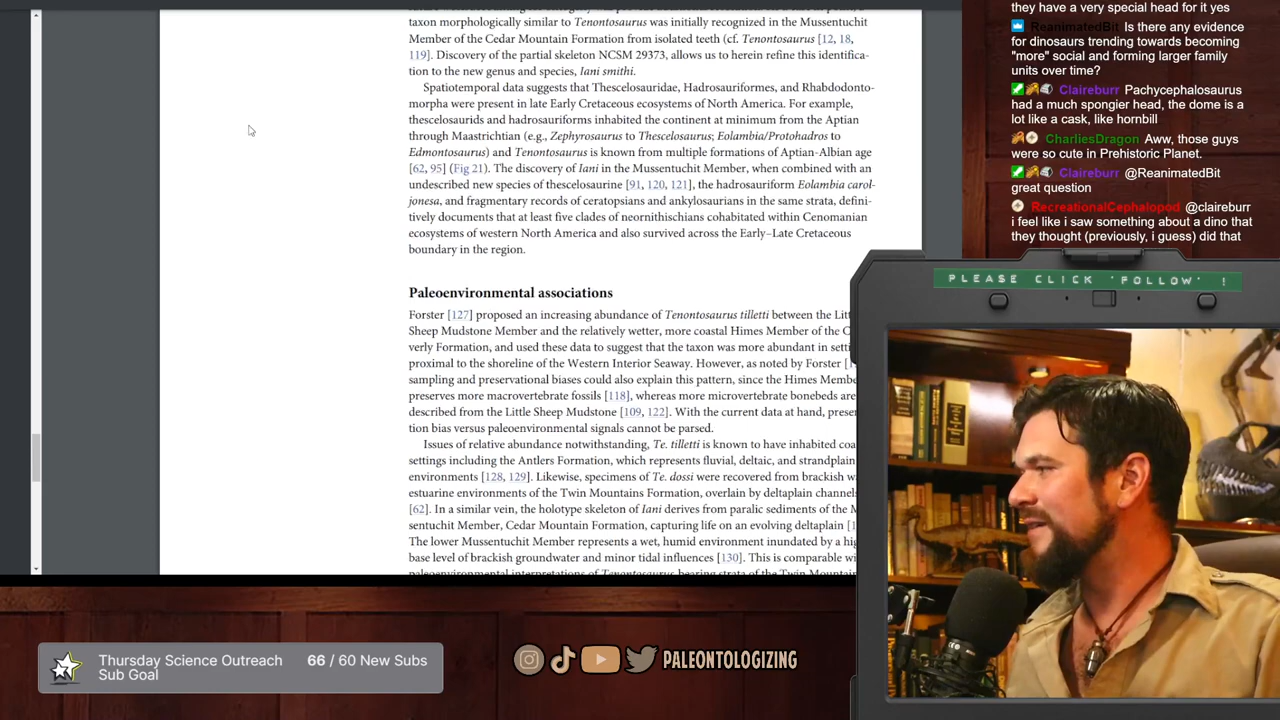 taxon morphologically similar to Tenontosaurus was initially recognized in the Mussentuchit
Member of the Cedar Mountain Formation from isolated teeth (cf. Tenontosaurus [12, 18,
119]. Discovery of the partial skeleton NCSM 29373, allows us to herein refine this identifica-
tion to the new genus and species, Iani smithi.
Spatiotemporal data suggests that Thescelosauridae, Hadrosauriformes, and Rhabdodonto-
morpha were present in late Early Cretaceous ecosystems of North America. For example,
thescelosaurids and hadrosauriforms inhabited the continent at minimum from the Aptian
through Maastrichtian (e.g., Zephyrosaurus to Thescelosaurus; Eolambia/Protohadros to
Edmontosaurus) and Tenontosaurus is known from multiple formations of Aptian-Albian age
[62, 95] (Fig 21). The discovery of Iani in the Mussentuchit Member, when combined with an
undescribed new species of thescelosaurine [91, 120, 121], the hadrosauriform Eolambia carol-
jonesa, and fragmentary records of ceratopsians and ankylosaurians in the same strata, defini-
tively documents that at least five clades of neornithischians cohabitated within Cenomanian
ecosystems of western North America and also survived across the Early–Late Cretaceous
boundary in the region.
Paleoenvironmental associations
Forster [127] proposed an increasing abundance of Tenontosaurus tilletti between the Litt
Sheep Mudstone Member and the relatively wetter, more coastal Himes Member of the C
verly Formation, and used these data to suggest that the taxon was more abundant in setti
proximal to the shoreline of the Western Interior Seaway. However, as noted by Forster [1
sampling and preservational biases could also explain this pattern, since the Himes Membe
preserves more macrovertebrate fossils [118], whereas more microvertebrate bonebeds are
described from the Little Sheep Mudstone [109, 122]. With the current data at hand, preser
tion bias versus paleoenvironmental signals cannot be parsed.
Issues of relative abundance notwithstanding, Te. tilletti is known to have inhabited coa
settings including the Antlers Formation, which represents fluvial, deltaic, and strandplain
environments [128, 129]. Likewise, specimens of Te. dossi were recovered from brackish w
estuarine environments of the Twin Mountains Formation, overlain by deltaplain channels
[62]. In a similar vein, the holotype skeleton of Iani derives from paralic sediments of the M
sentuchit Member, Cedar Mountain Formation, capturing life on an evolving deltaplain [1
The lower Mussentuchit Member represents a wet, humid environment inundated by a hig
base level of brackish groundwater and minor tidal influences [130]. This is comparable wi
paleoenvironmental interpretations of Tenontosaurus-bearing strata of the Twin Mountain
they have a very special head for it yes
ReanimatedBit Is there any evidence
for dinosaurs trending towards becoming
"more" social and forming larger family
units over time?
Claireburr Pachycephalosaurus
had a much spongier head, the dome is a
lot like a cask, like hornbill
CharliesDragon Aww, those guys
were so cute in Prehistoric Planet.
Claireburr @ReanimatedBit
great question
RecreationalCephalopod @claireburr
i feel like i saw something about a dino that
they thought (previously, i guess) did that
PLEASE CLICK 'FOLLOW' !
Thursday Science Outreach 66 / 60 New Subs
Sub Goal
PALEONTOLOGIZING